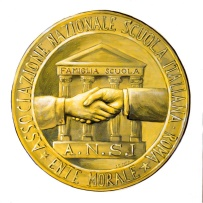 ASSOCIAZIONE NAZIONALE SCUOLA ITALIANA - ROMA
FAMIGLIA SCUOLA
A.N.S.I.
ENTE MORALE